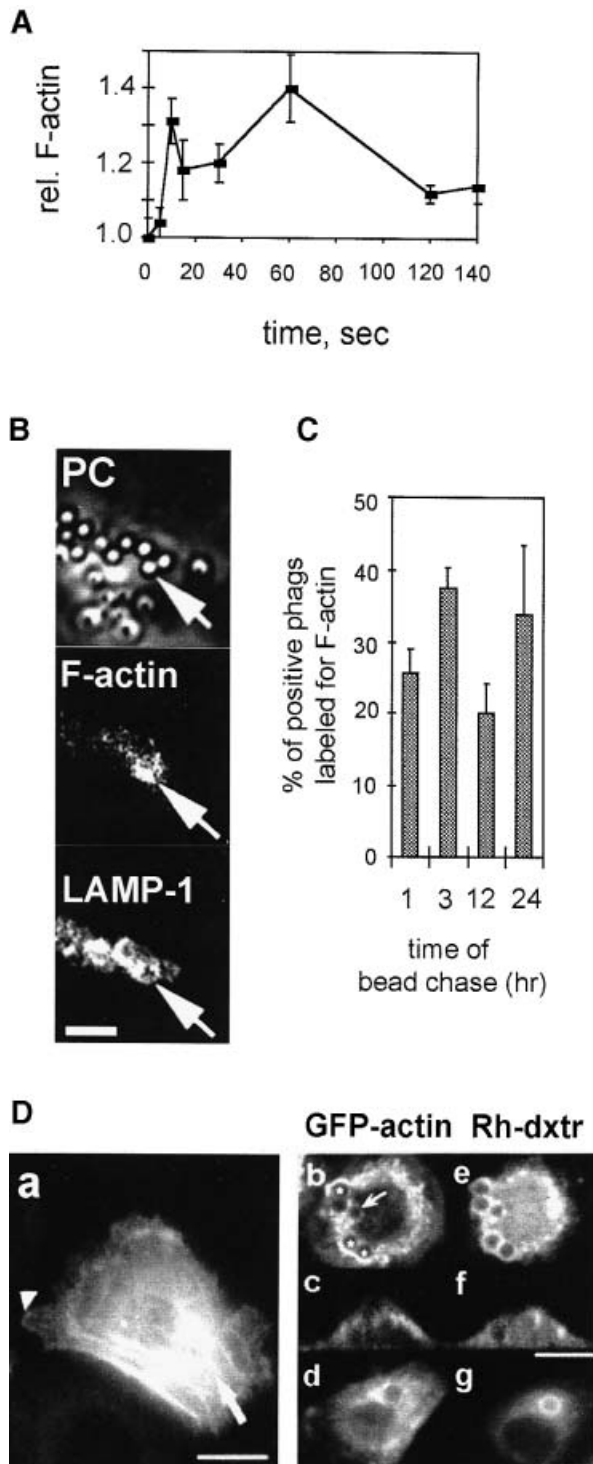 A
rel. F-actin
1.4
1.2
1.0
0 20 40 60 80 100 120 140
time, sec
B
PC
F-actin
LAMP-1
C
% of positive phags
labeled for F-actin
50
40
30
20
10
0
1 3 12 24
time of
bead chase (hr)
D
GFP-actin Rh-dxtr
a
b
e
c
f
d
g